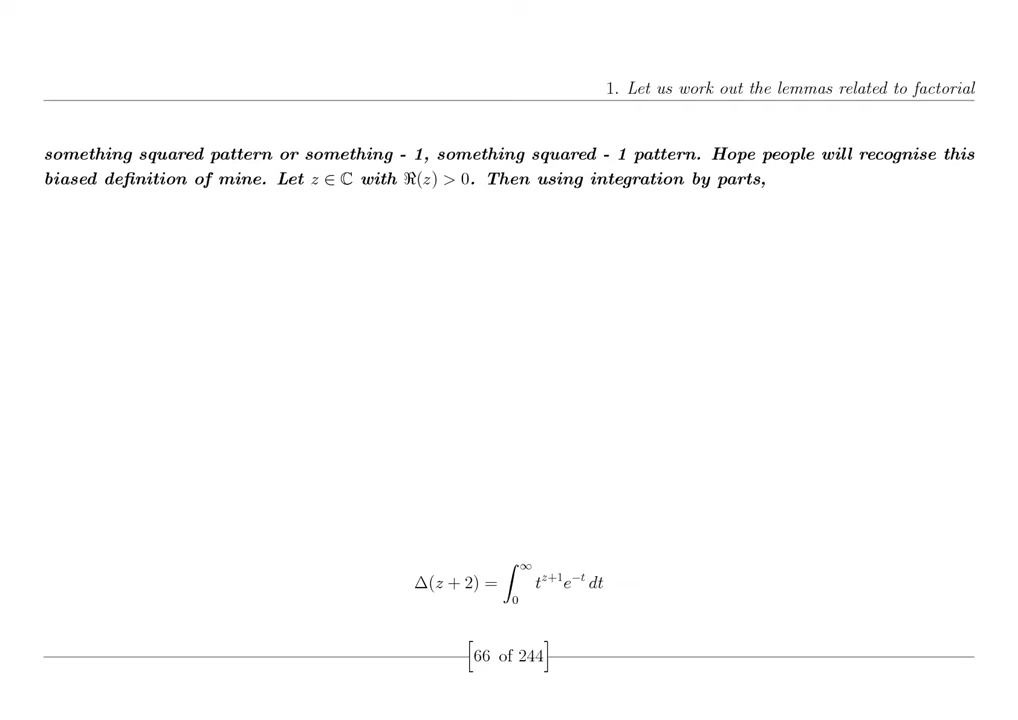 1. Let us work out the lemmas related to factorial
something squared pattern or something - 1, something squared - 1 pattern. Hope people will recognise this
biased definition of mine. Let z ∈ ℂ with ℜ(z) > 0. Then using integration by parts,
Δ(z + 2) = ∫₀^∞ t^{z+1} e^{−t} dt
[66 of 244]